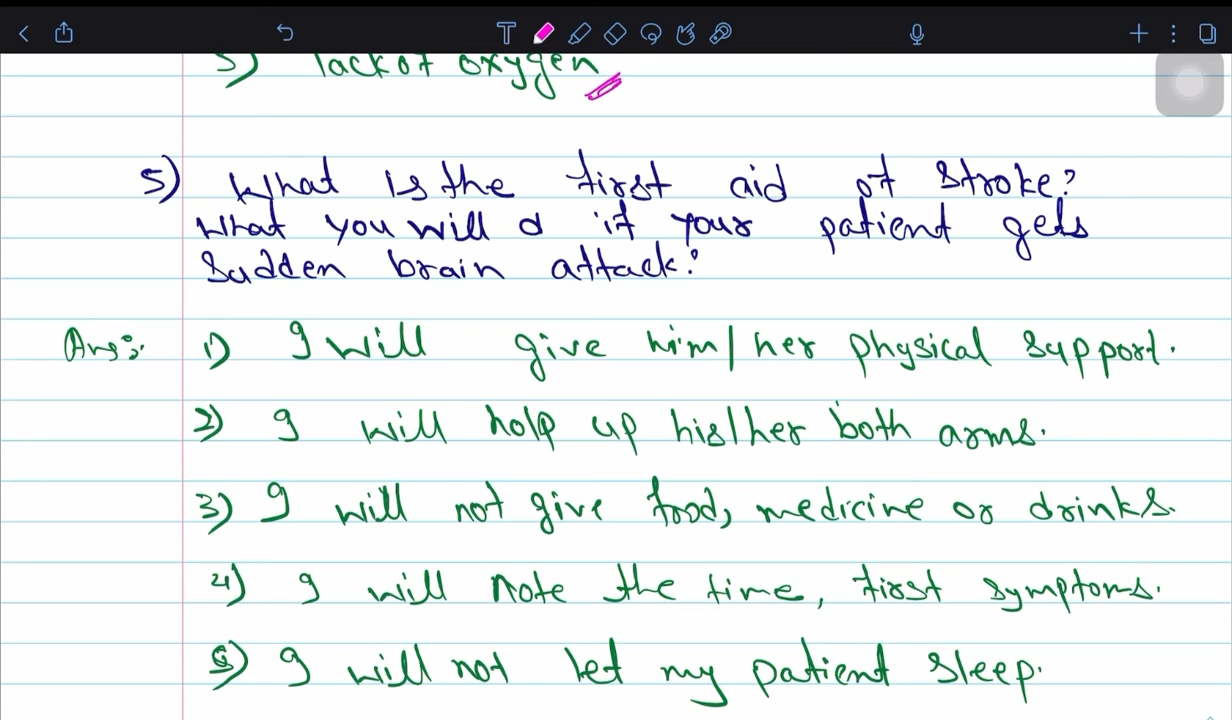 3) lack of oxygen
5) What is the first aid of stroke?
What you will d if your patient gets
Sudden brain attack?
Ans:
1) I will give him/her physical support.
2) I will holp up his/her both arms.
3) I will not give food, medicine or drinks.
4) I will note the time, first symptoms.
5) I will not let my patient sleep.